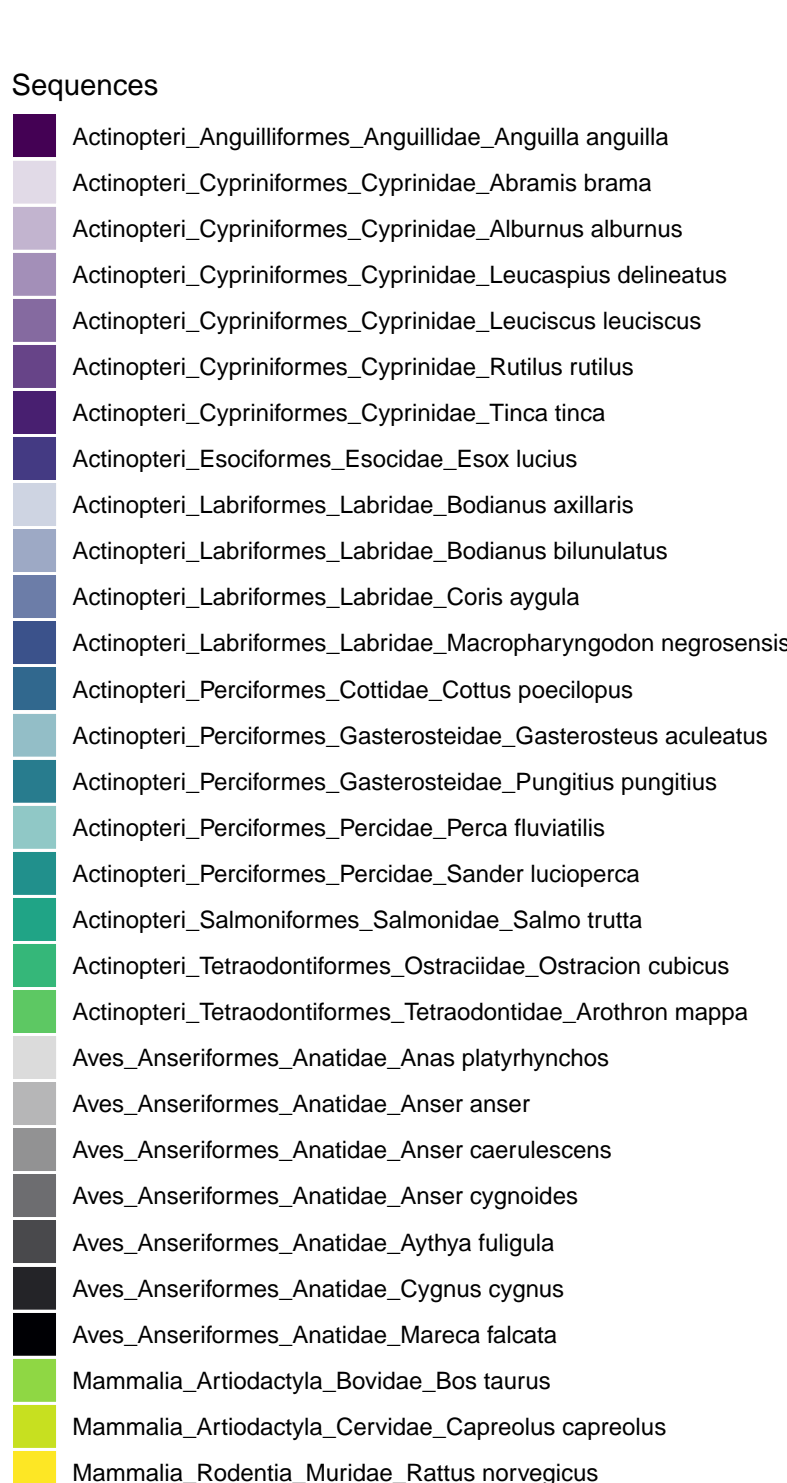 Sequences
Actinopteri_Anguilliformes_Anguillidae_Anguilla anguilla
Actinopteri_Cypriniformes_Cyprinidae_Abramis brama
Actinopteri_Cypriniformes_Cyprinidae_Alburnus alburnus
Actinopteri_Cypriniformes_Cyprinidae_Leucaspius delineatus
Actinopteri_Cypriniformes_Cyprinidae_Leuciscus leuciscus
Actinopteri_Cypriniformes_Cyprinidae_Rutilus rutilus
Actinopteri_Cypriniformes_Cyprinidae_Tinca tinca
Actinopteri_Esociformes_Esocidae_Esox lucius
Actinopteri_Labriformes_Labridae_Bodianus axillaris
Actinopteri_Labriformes_Labridae_Bodianus bilunulatus
Actinopteri_Labriformes_Labridae_Coris aygula
Actinopteri_Labriformes_Labridae_Macropharyngodon negrosensis
Actinopteri_Perciformes_Cottidae_Cottus poecilopus
Actinopteri_Perciformes_Gasterosteidae_Gasterosteus aculeatus
Actinopteri_Perciformes_Gasterosteidae_Pungitius pungitius
Actinopteri_Perciformes_Percidae_Perca fluviatilis
Actinopteri_Perciformes_Percidae_Sander lucioperca
Actinopteri_Salmoniformes_Salmonidae_Salmo trutta
Actinopteri_Tetraodontiformes_Ostraciidae_Ostracion cubicus
Actinopteri_Tetraodontiformes_Tetraodontidae_Arothron mappa
Aves_Anseriformes_Anatidae_Anas platyrhynchos
Aves_Anseriformes_Anatidae_Anser anser
Aves_Anseriformes_Anatidae_Anser caerulescens
Aves_Anseriformes_Anatidae_Anser cygnoides
Aves_Anseriformes_Anatidae_Aythya fuligula
Aves_Anseriformes_Anatidae_Cygnus cygnus
Aves_Anseriformes_Anatidae_Mareca falcata
Mammalia_Artiodactyla_Bovidae_Bos taurus
Mammalia_Artiodactyla_Cervidae_Capreolus capreolus
Mammalia_Rodentia_Muridae_Rattus norvegicus